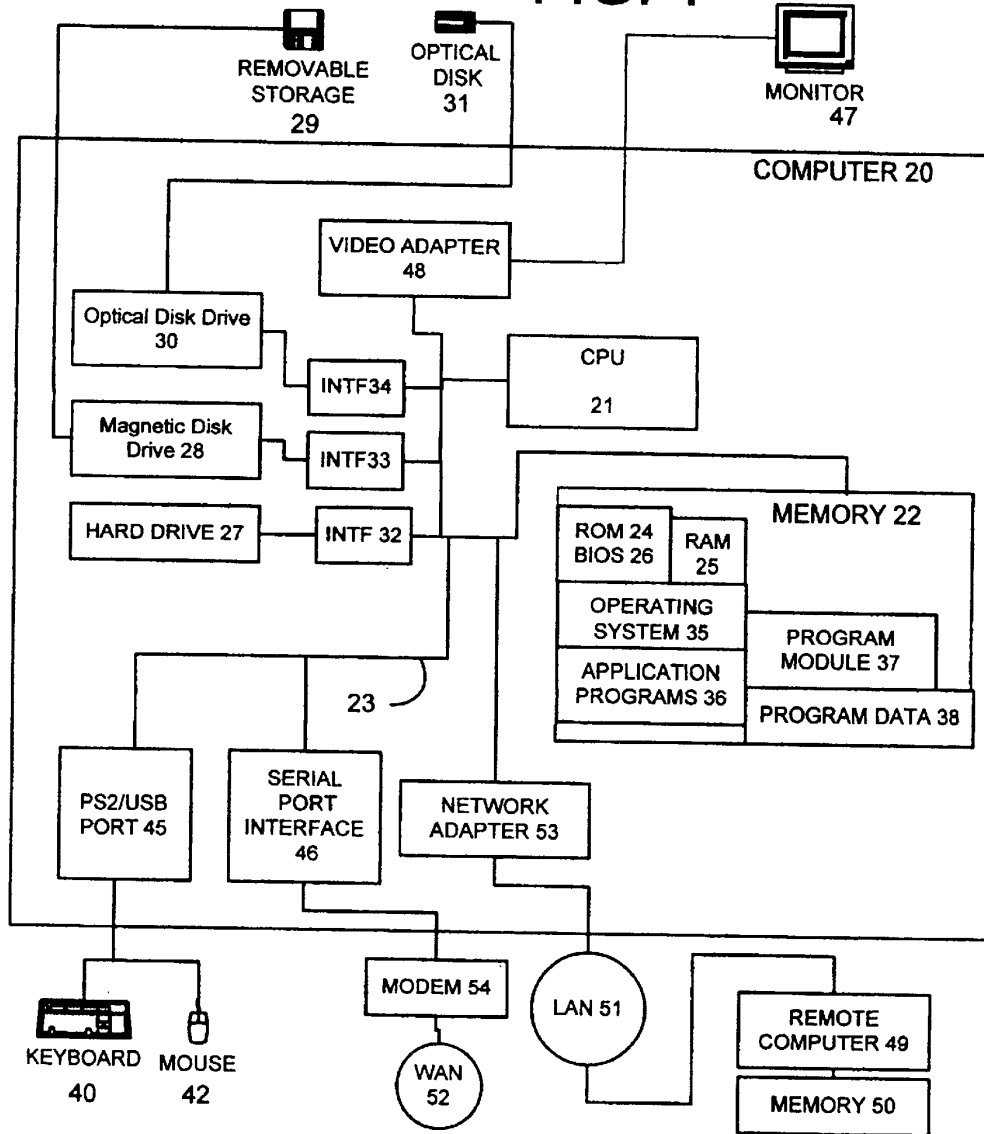 REMOVABLE
STORAGE
29
OPTICAL
DISK
31
MONITOR
47
COMPUTER 20
VIDEO ADAPTER
48
Optical Disk Drive
30
INTF34
CPU
21
Magnetic Disk
Drive 28
INTF33
HARD DRIVE 27
INTF 32
MEMORY 22
ROM 24
BIOS 26
RAM
25
OPERATING
SYSTEM 35
PROGRAM
MODULE 37
APPLICATION
PROGRAMS 36
PROGRAM DATA 38
23
PS2/USB
PORT 45
SERIAL
PORT
INTERFACE
46
NETWORK
ADAPTER 53
MODEM 54
LAN 51
REMOTE
COMPUTER 49
KEYBOARD
40
MOUSE
42
WAN
52
MEMORY 50